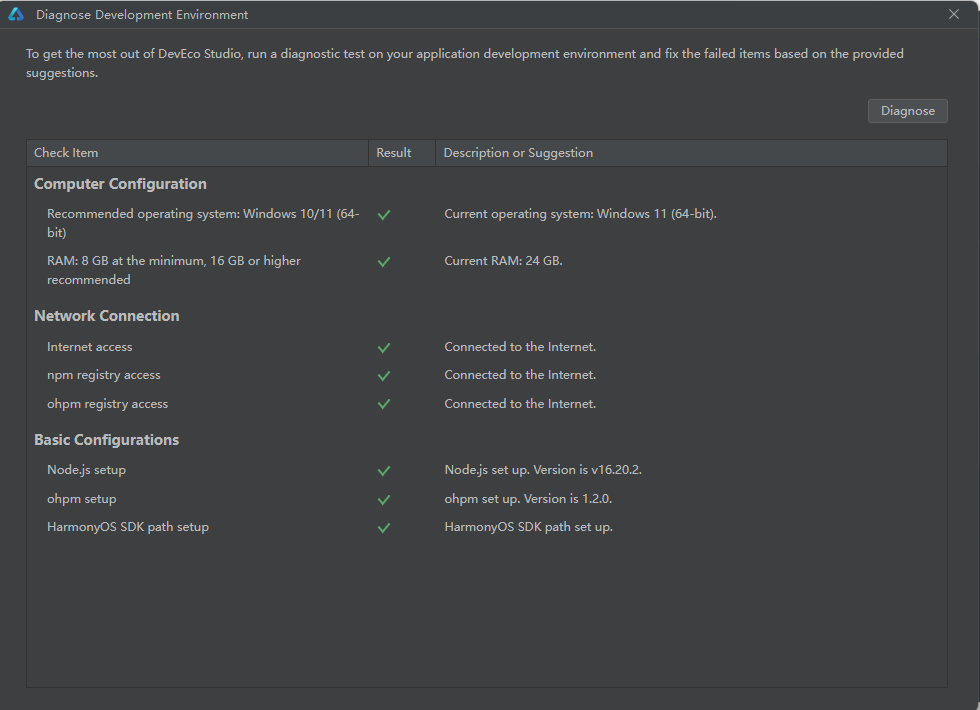 Diagnose Development Environment
To get the most out of DevEco Studio, run a diagnostic test on your application development environment and fix the failed items based on the provided
suggestions.
Diagnose
Check Item Result Description or Suggestion
Computer Configuration
Recommended operating system: Windows 10/11 (64-
bit)
Current operating system: Windows 11 (64-bit).
RAM: 8 GB at the minimum, 16 GB or higher
recommended
Current RAM: 24 GB.
Network Connection
Internet access Connected to the Internet.
npm registry access Connected to the Internet.
ohpm registry access Connected to the Internet.
Basic Configurations
Node.js setup Node.js set up. Version is v16.20.2.
ohpm setup ohpm set up. Version is 1.2.0.
HarmonyOS SDK path setup HarmonyOS SDK path set up.